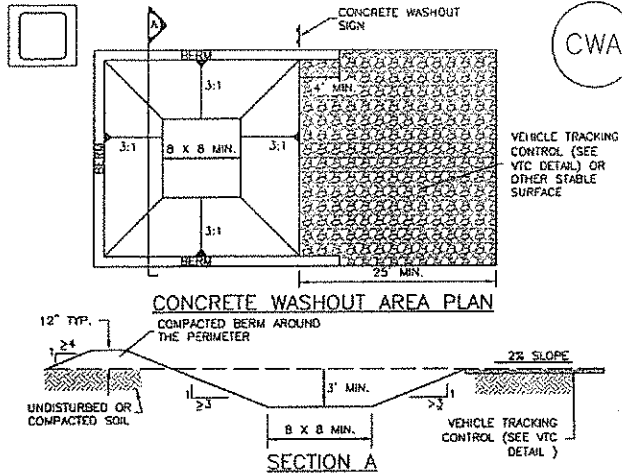 CONCRETE WASHOUT
SIGN
A
CWA
BERM
3:1
4' MIN.
BERM
3:1
8 X 8 MIN.
3:1
VEHICLE TRACKING
CONTROL (SEE
VTC DETAIL) OR
OTHER STABLE
SURFACE
3:1
BERM
25' MIN.
CONCRETE WASHOUT AREA PLAN
12" TYP.
COMPACTED BERM AROUND
THE PERIMETER
≥4
1
2% SLOPE
UNDISTURBED OR
COMPACTED SOIL
1
≥3
3' MIN.
1
≥3
8 X 8 MIN.
VEHICLE TRACKING
CONTROL (SEE VTC
DETAIL )
SECTION A